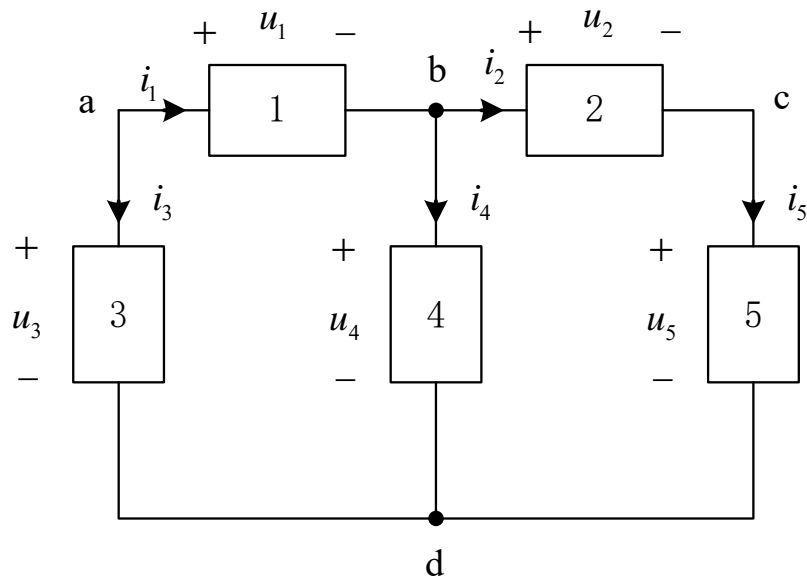 + u₁ − + u₂ −
a i₁ 1 b i₂ 2 c
i₃ i₄ i₅
+ + +
u₃ 3 u₄ 4 u₅ 5
− − −
d